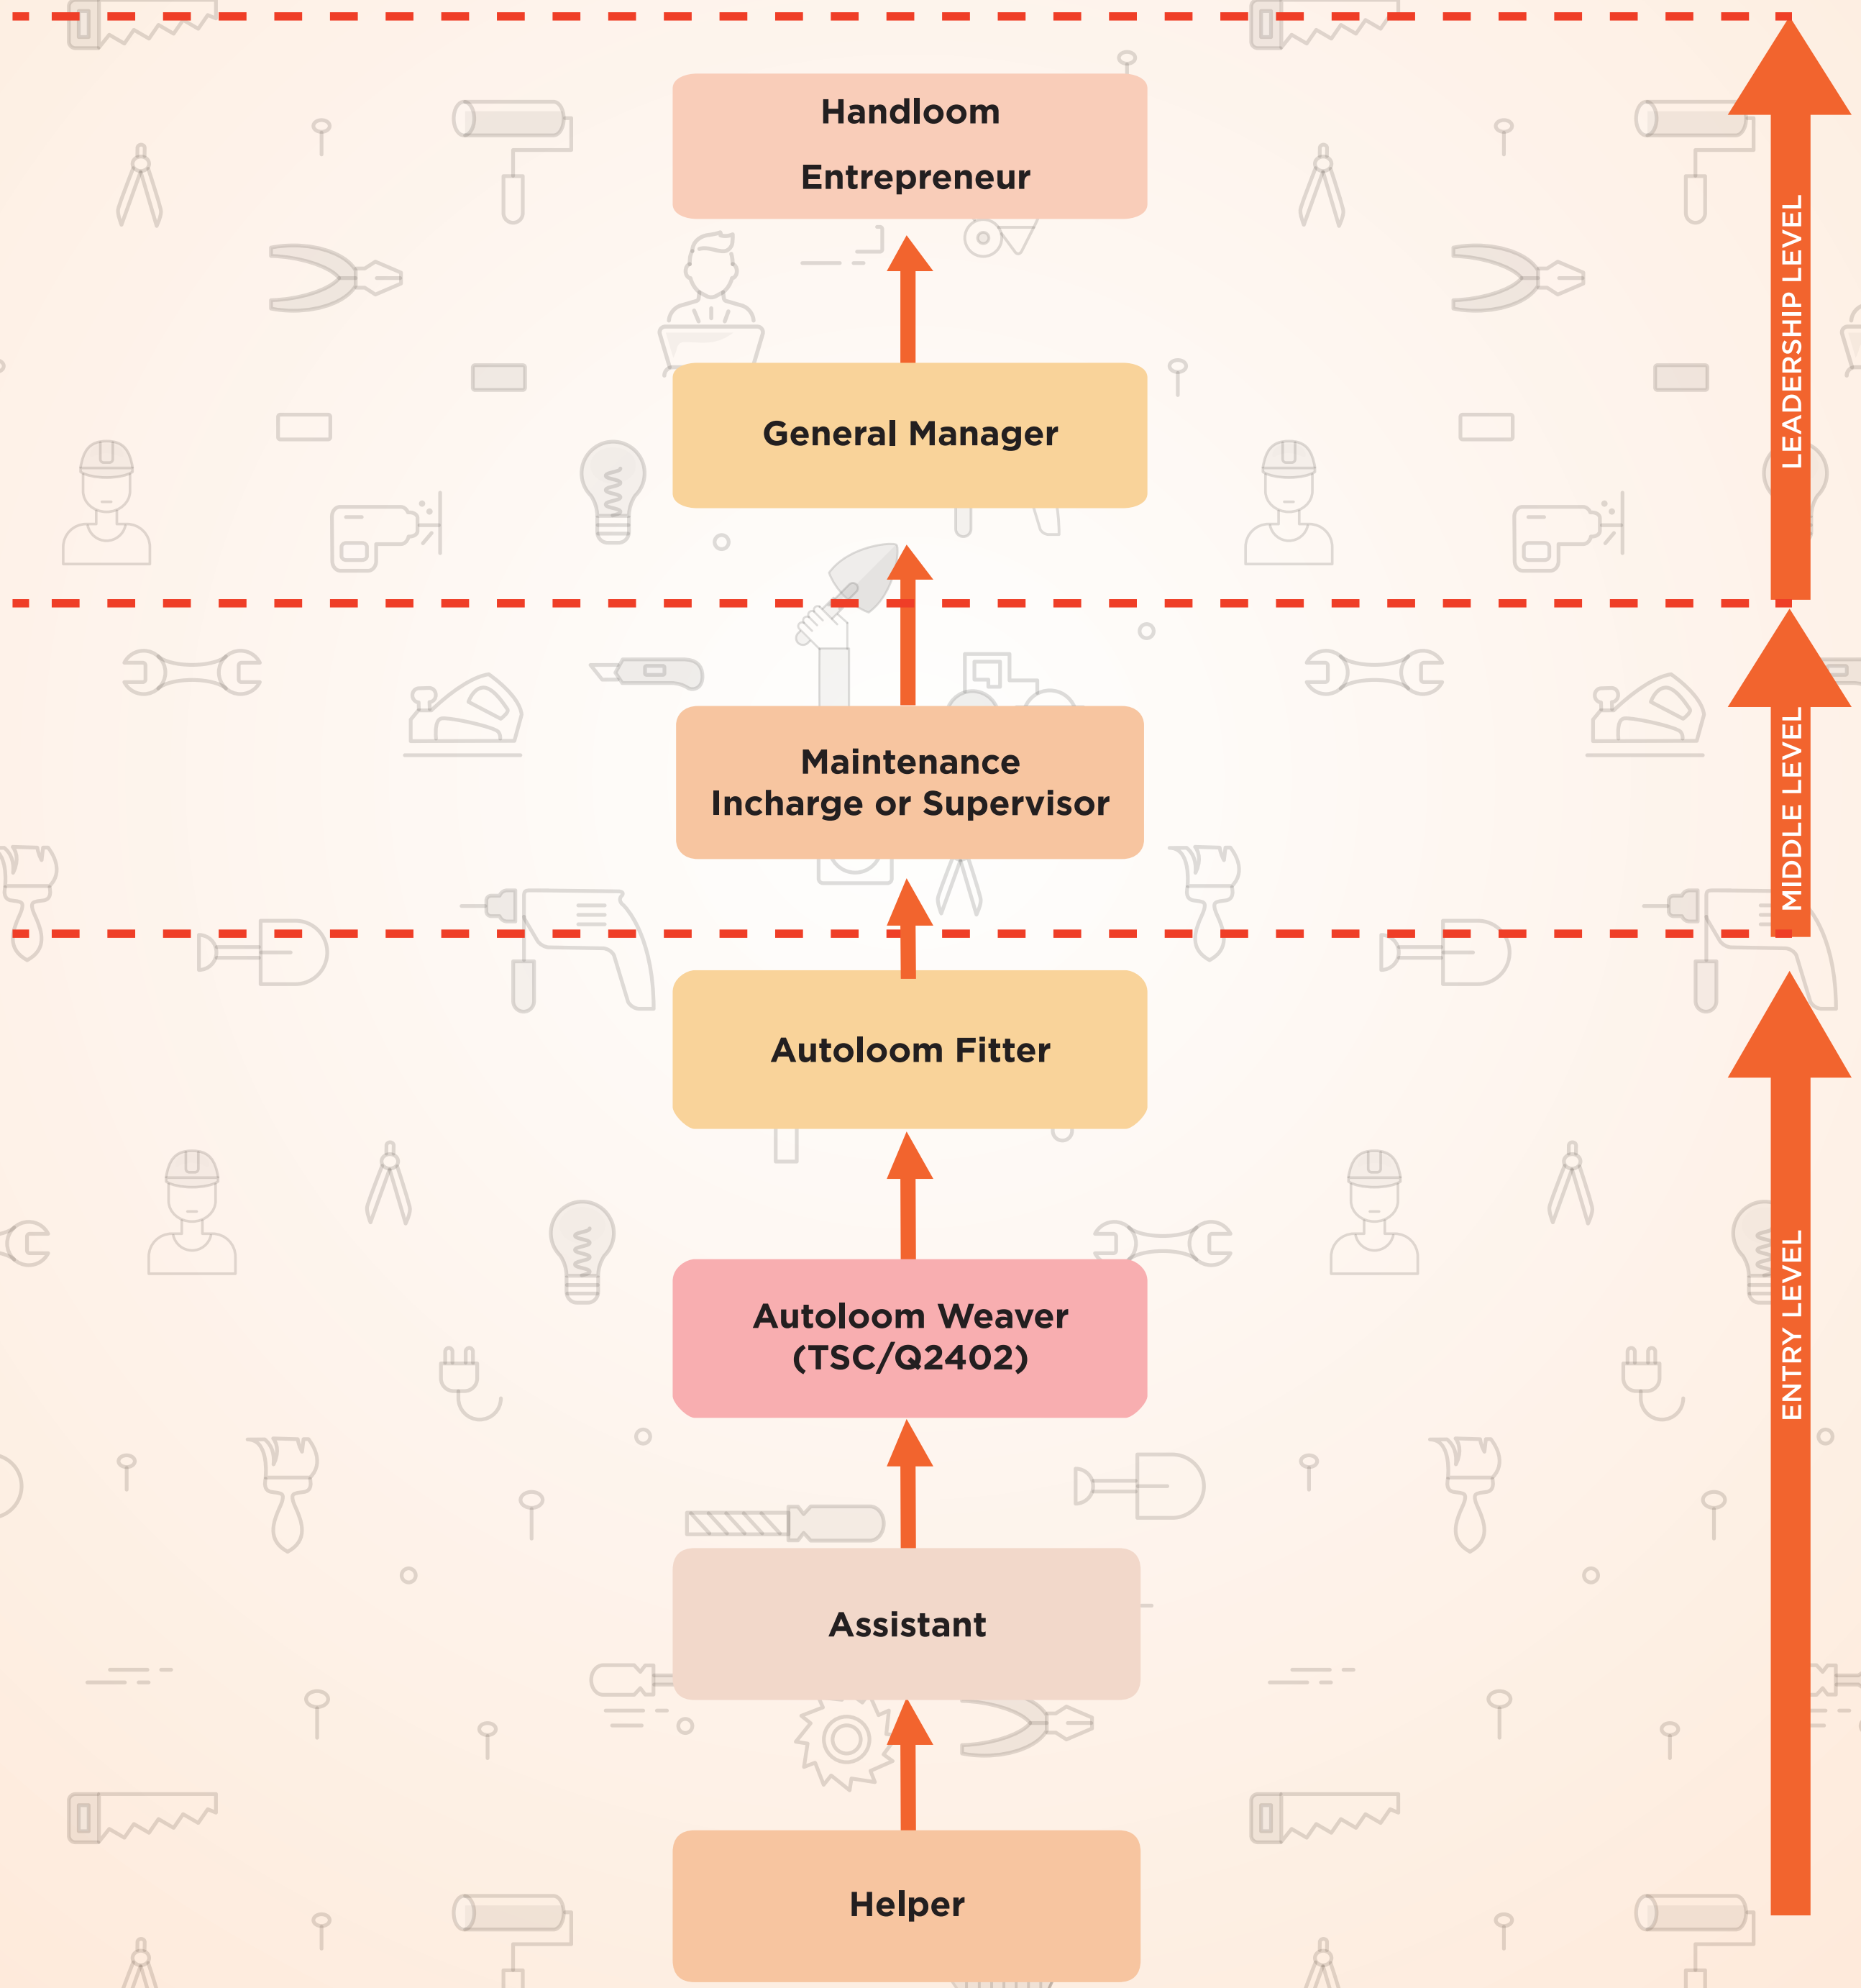 Handloom
Entrepreneur
General Manager
LEADERSHIP LEVEL
Maintenance
Incharge or Supervisor
MIDDLE LEVEL
Autoloom Fitter
Autoloom Weaver
(TSC/Q2402)
ENTRY LEVEL
Assistant
Helper